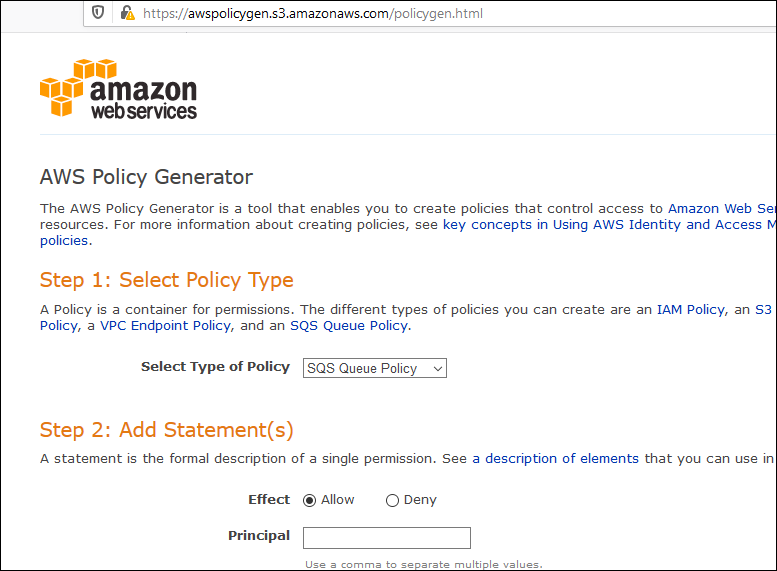 https://awspolicygen.s3.amazonaws.com/policygen.html
amazon
webservices
AWS Policy Generator
The AWS Policy Generator is a tool that enables you to create policies that control access to Amazon Web Ser
resources. For more information about creating policies, see key concepts in Using AWS Identity and Access M
policies.
Step 1: Select Policy Type
A Policy is a container for permissions. The different types of policies you can create are an IAM Policy, an S3
Policy, a VPC Endpoint Policy, and an SQS Queue Policy.
Select Type of Policy SQS Queue Policy
Step 2: Add Statement(s)
A statement is the formal description of a single permission. See a description of elements that you can use in
Effect Allow Deny
Principal
Use a comma to separate multiple values.